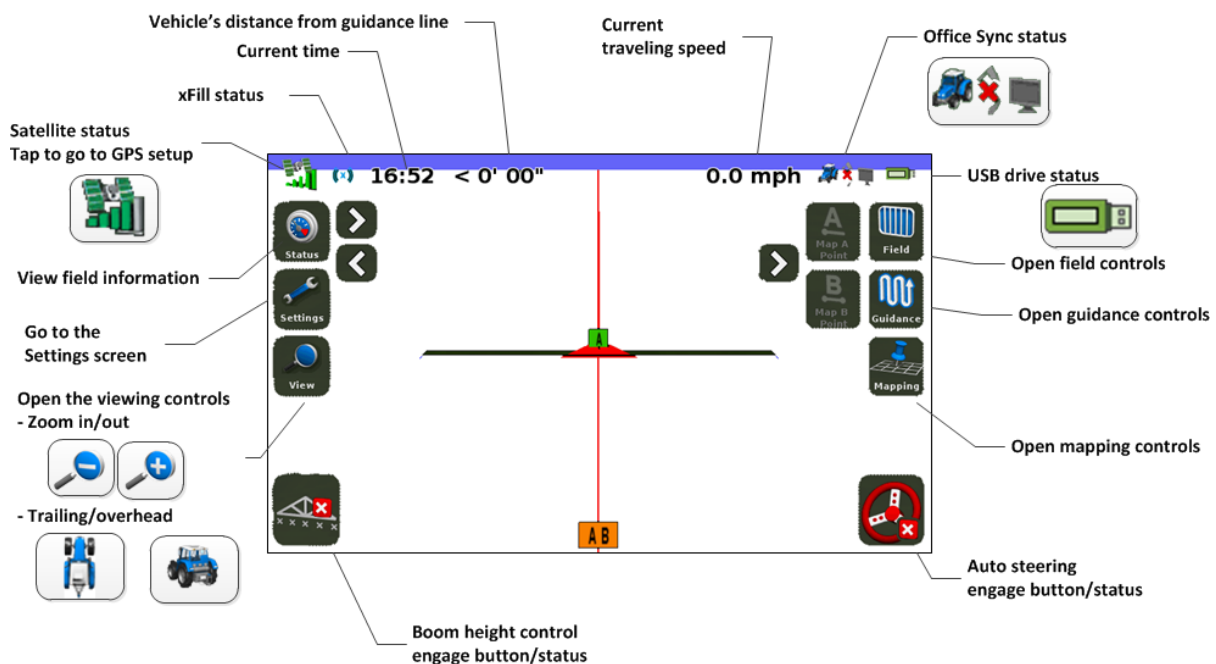 Vehicle's distance from guidance line
Current time
xFill status
Satellite status
Tap to go to GPS setup
Current
traveling speed
Office Sync status
USB drive status
16:52 < 0' 00"
0.0 mph
Status
Settings
View
A
Map A
Point
B
Map B
Point
Field
Guidance
Mapping
A
A B
View field information
Go to the
Settings screen
Open the viewing controls
- Zoom in/out
- Trailing/overhead
Open field controls
Open guidance controls
Open mapping controls
Auto steering
engage button/status
Boom height control
engage button/status